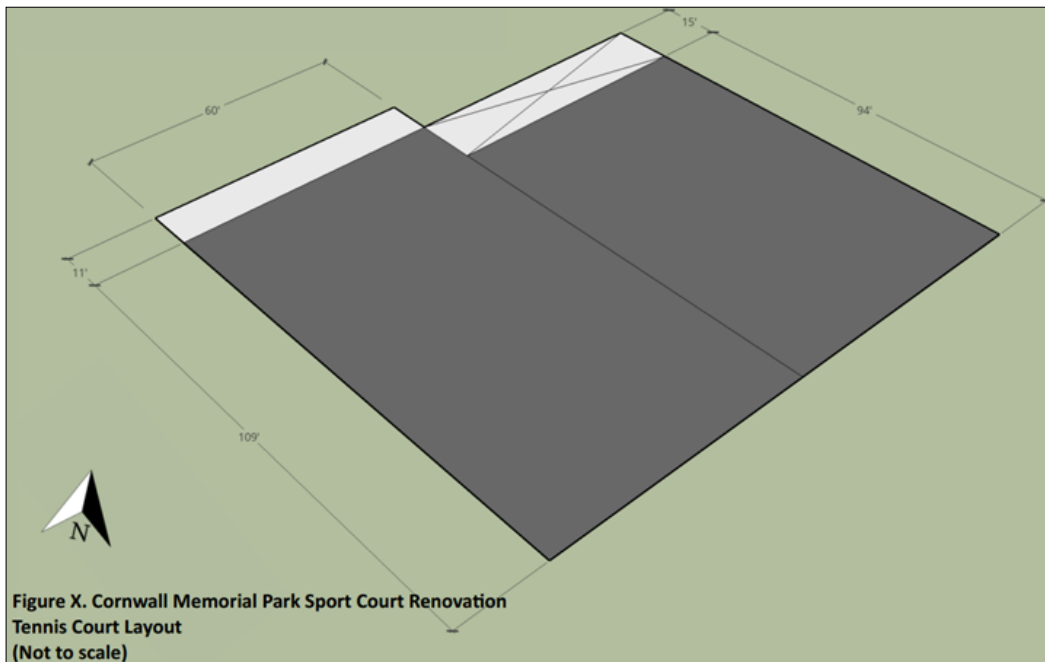 15'
60'
94'
11'
109'
N
Figure X. Cornwall Memorial Park Sport Court Renovation
Tennis Court Layout
(Not to scale)